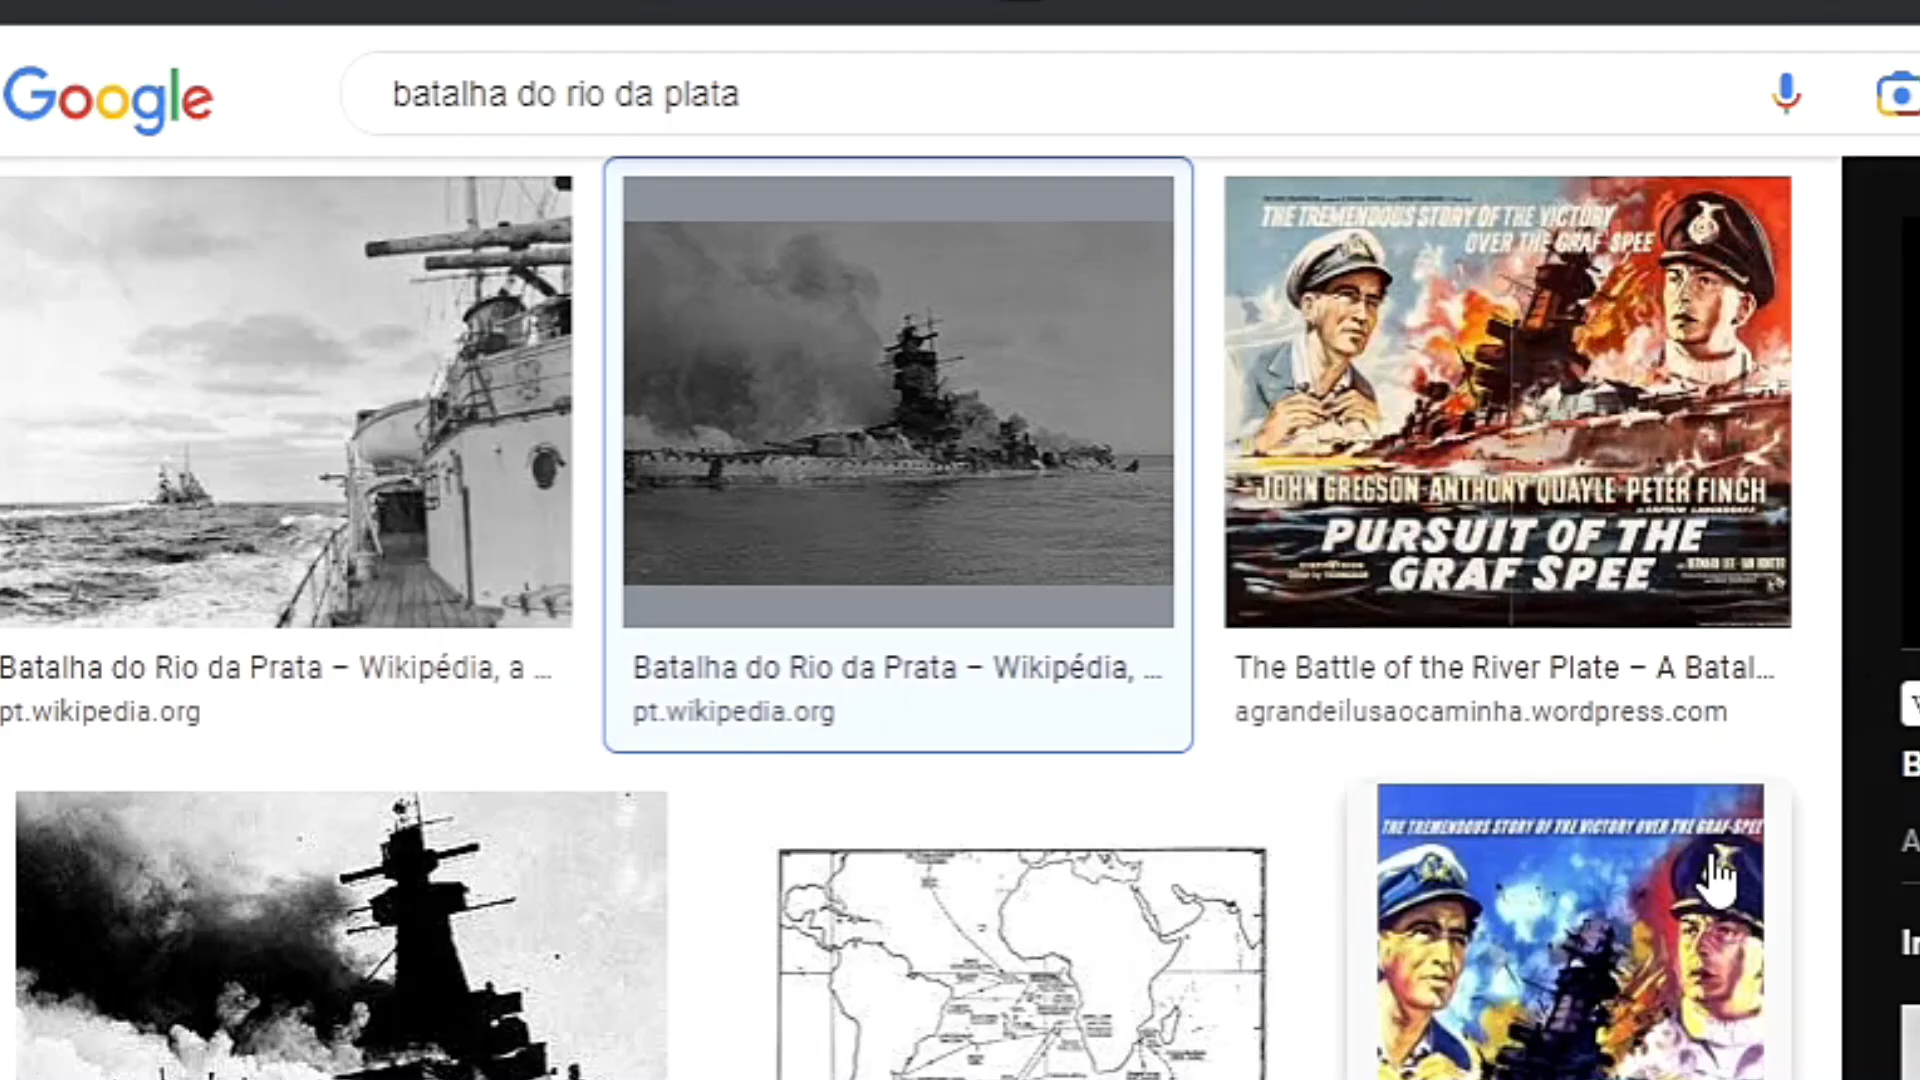 Google
batalha do rio da plata
THE TREMENDOUS STORY OF THE VICTORY
OVER THE GRAF SPEE
JOHN GREGSON · ANTHONY QUAYLE · PETER FINCH
PURSUIT OF THE
GRAF SPEE
Batalha do Rio da Prata – Wikipédia, a ...
pt.wikipedia.org
Batalha do Rio da Prata – Wikipédia, ...
pt.wikipedia.org
The Battle of the River Plate – A Batal...
agrandeilusaocaminha.wordpress.com
THE TREMENDOUS STORY OF THE VICTORY OVER THE GRAF-SPEE